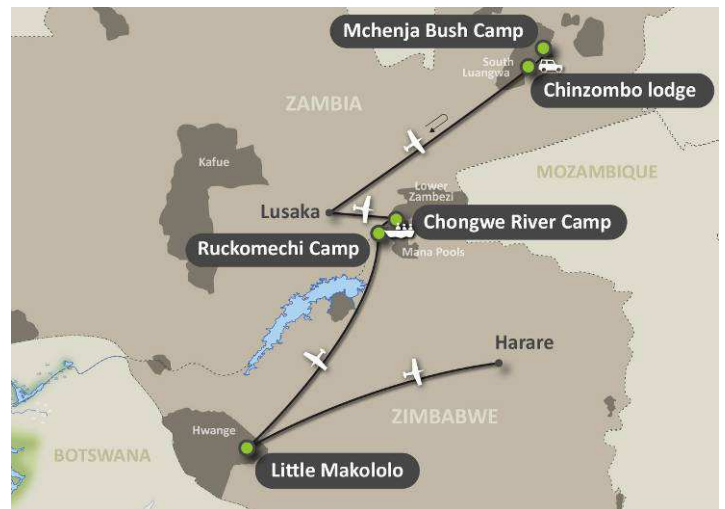 Mchenja Bush Camp
South
Luangwa
Chinzombo lodge
ZAMBIA
Kafue
MOZAMBIQUE
Lower
Zambezi
Lusaka
Chongwe River Camp
Ruckomechi Camp
Mana Pools
Harare
ZIMBABWE
Hwange
BOTSWANA
Little Makololo